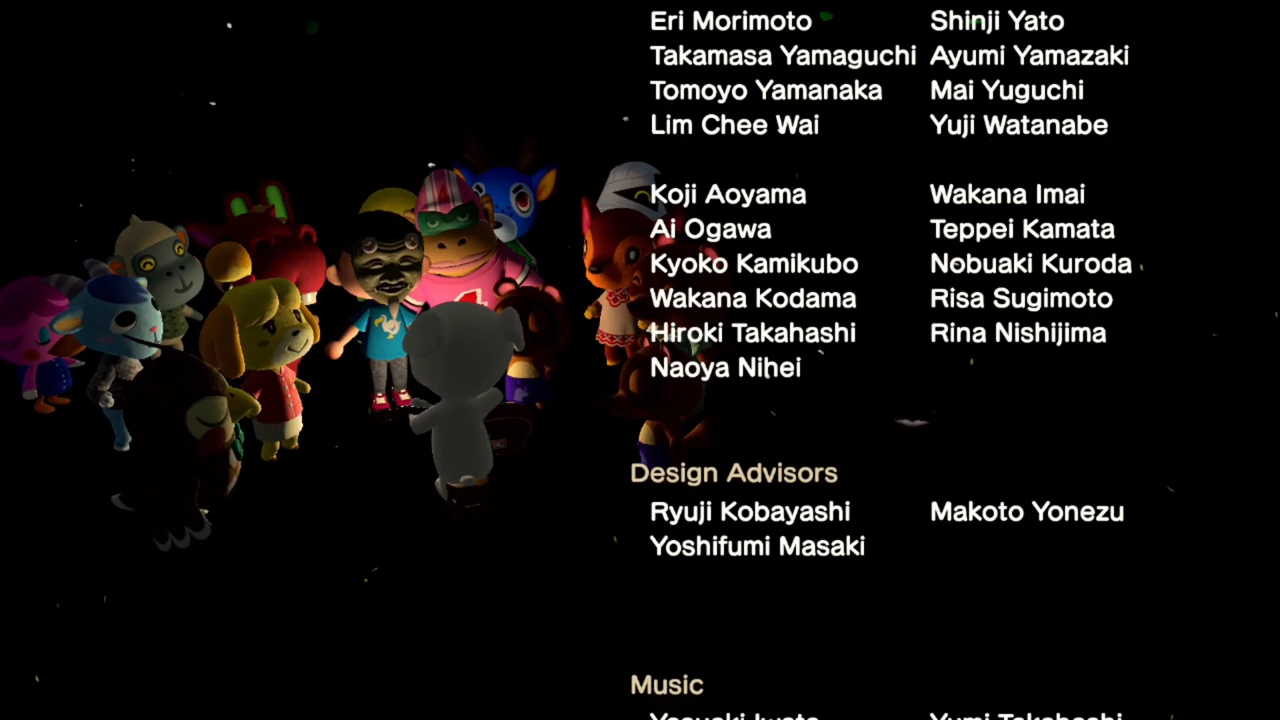 Eri Morimoto Shinji Yato
Takamasa Yamaguchi Ayumi Yamazaki
Tomoyo Yamanaka Mai Yuguchi
Lim Chee Wai Yuji Watanabe
Koji Aoyama Wakana Imai
Ai Ogawa Teppei Kamata
Kyoko Kamikubo Nobuaki Kuroda
Wakana Kodama Risa Sugimoto
Hiroki Takahashi Rina Nishijima
Naoya Nihei
Design Advisors
Ryuji Kobayashi Makoto Yonezu
Yoshifumi Masaki
Music
Yumi Takahashi